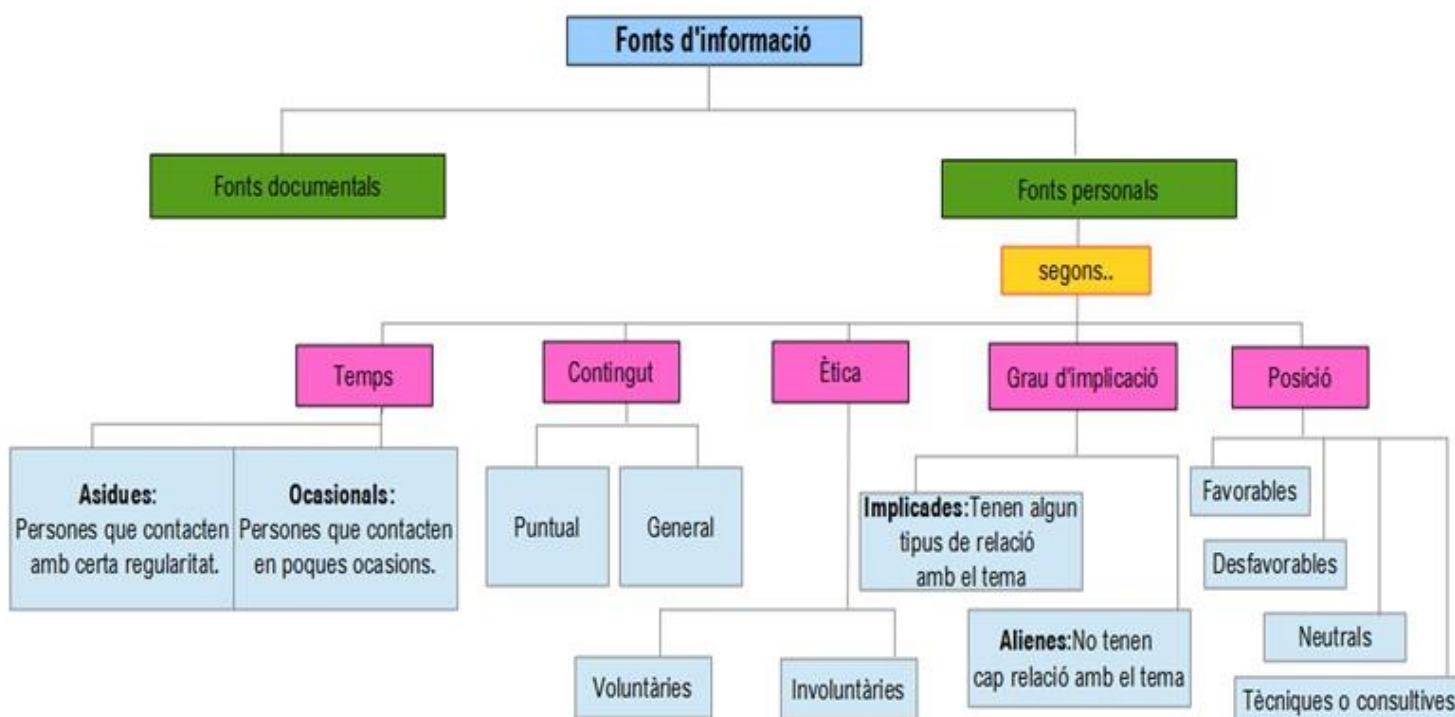 Fonts d'informació
Fonts documentals
Fonts personals
segons..
Temps
Contingut
Ètica
Grau d'implicació
Posició
Asidues:
Persones que contacten
amb certa regularitat.
Ocasionals:
Persones que contacten
en poques ocasions.
Puntual
General
Voluntàries
Involuntàries
Implicades:Tenen algun
tipus de relació
amb el tema
Alienes:No tenen
cap relació amb el tema
Favorables
Desfavorables
Neutrals
Tècniques o consultives